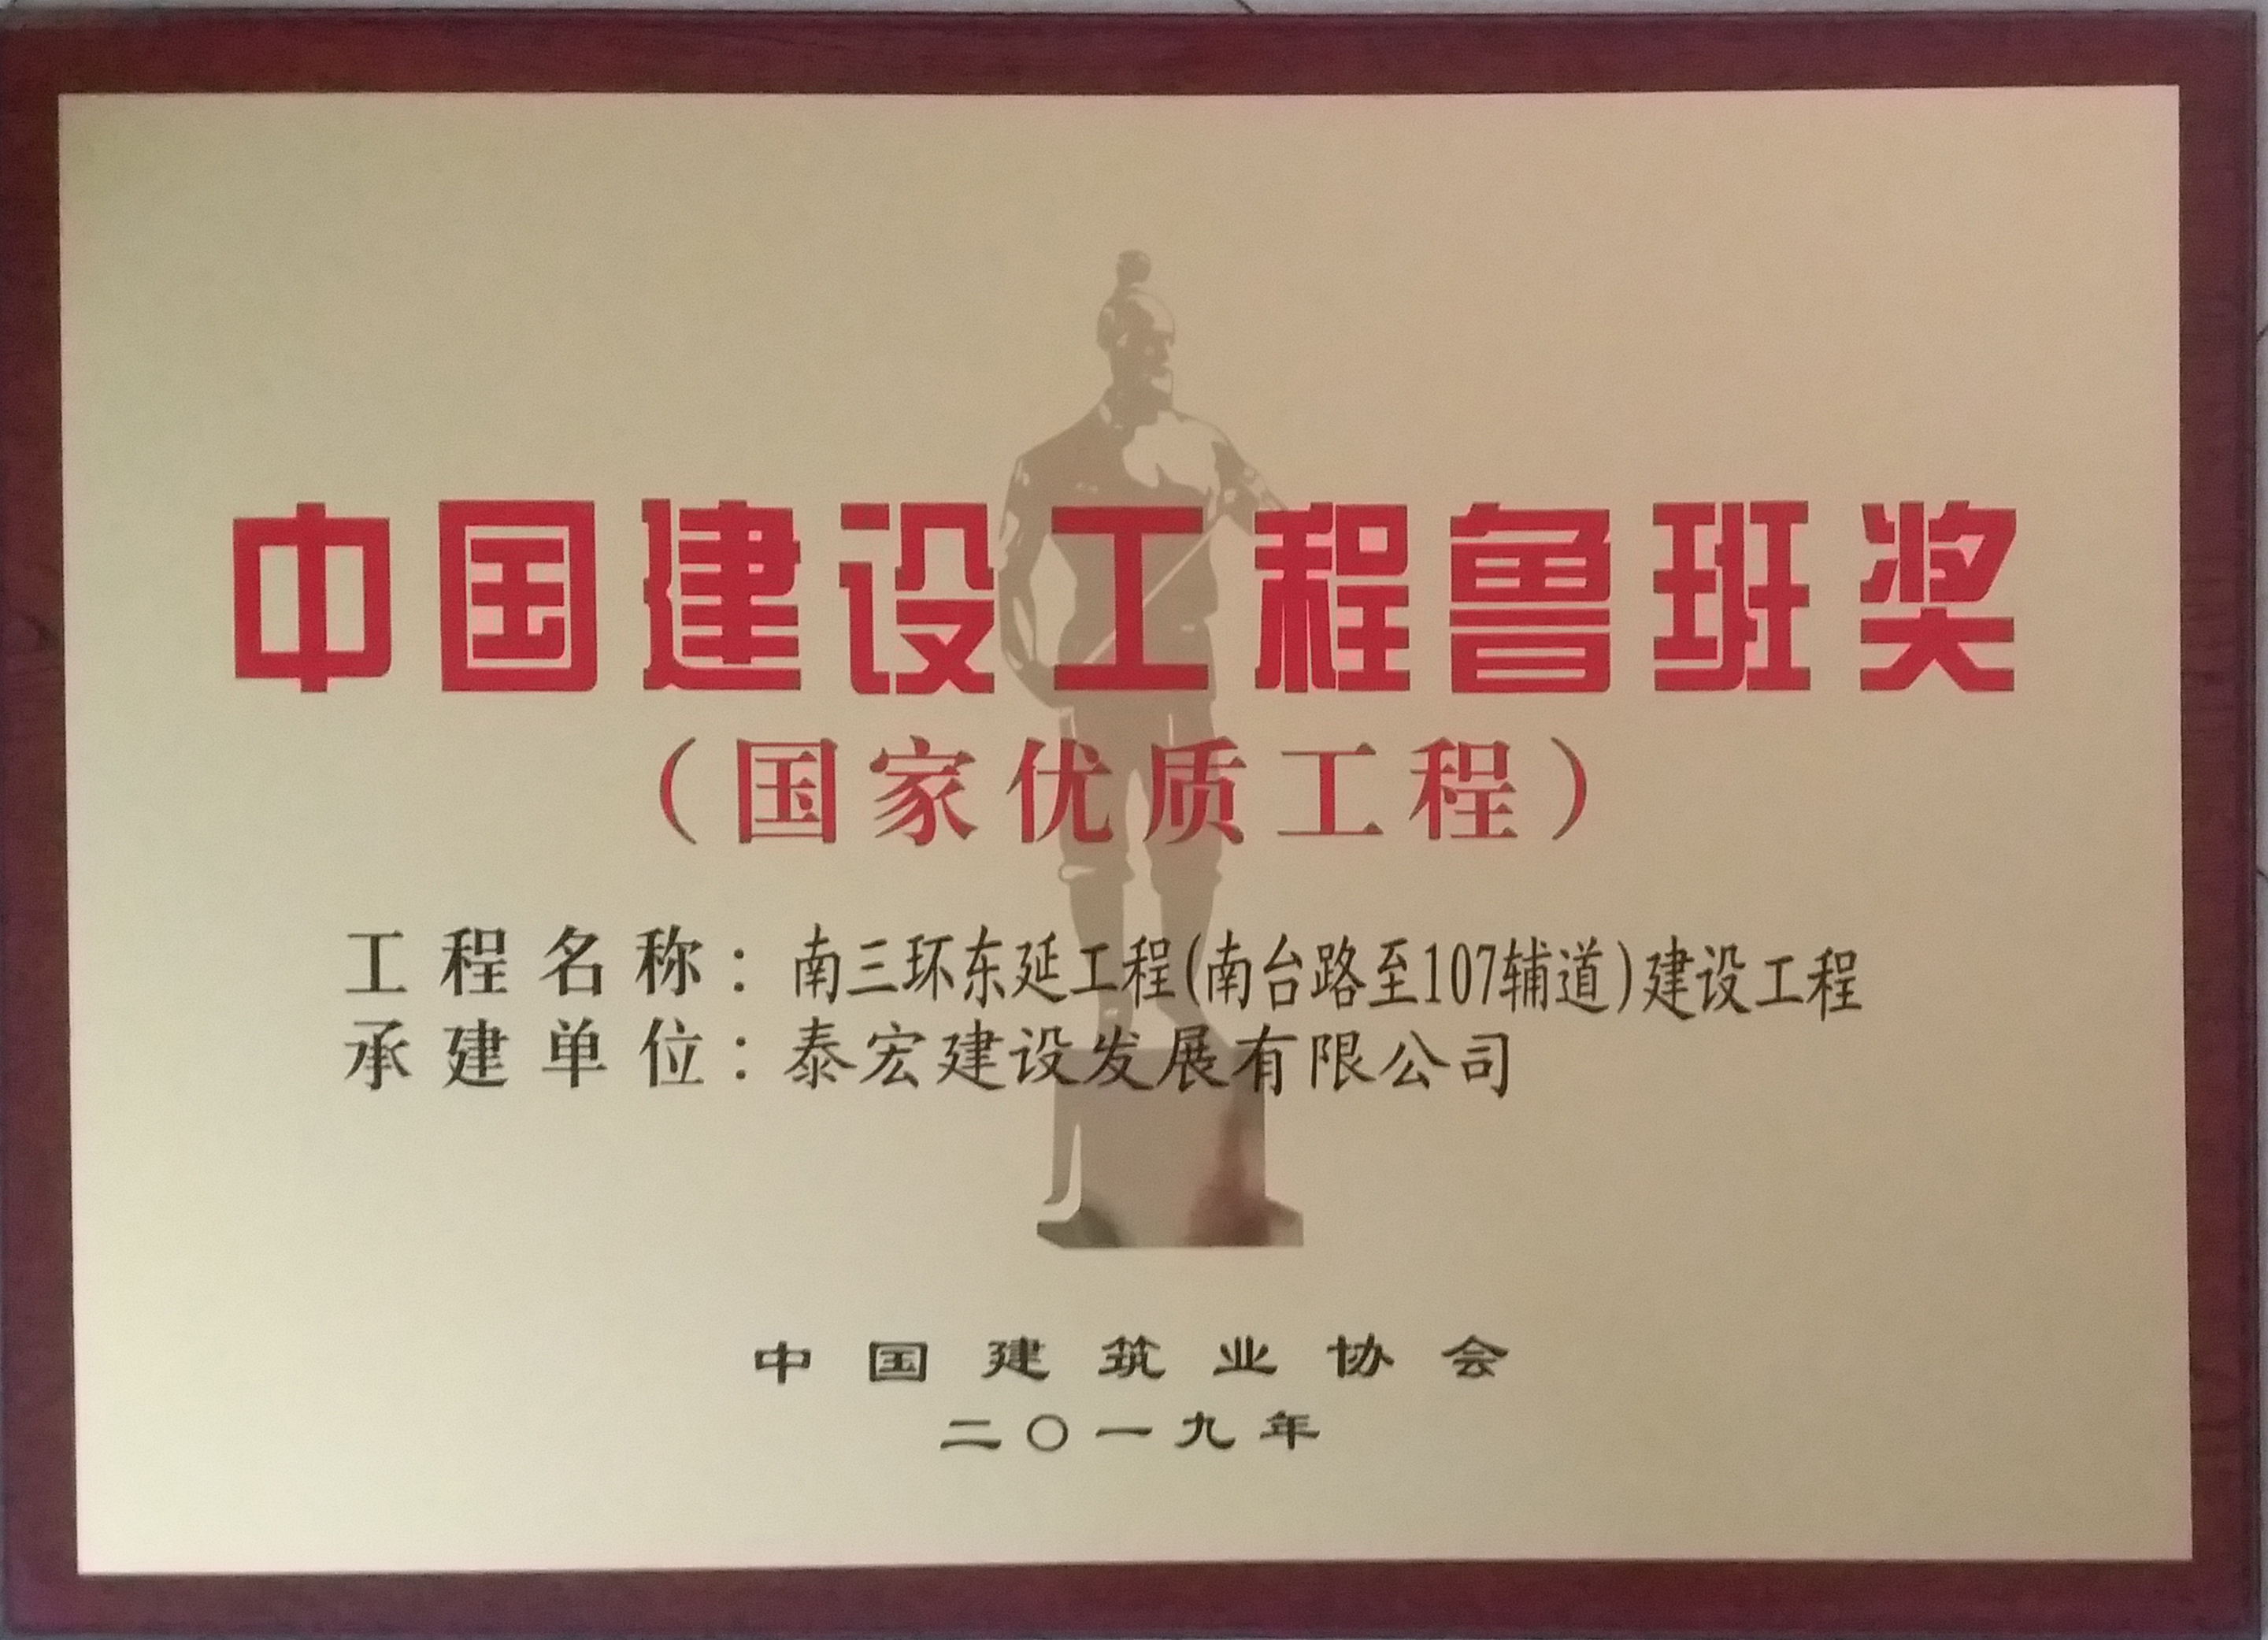 中国建设工程鲁班奖
（国家优质工程）
工程名称：南三环东延工程(南台路至107辅道)建设工程
承建单位：泰宏建设发展有限公司
中国建筑业协会
二〇一九年